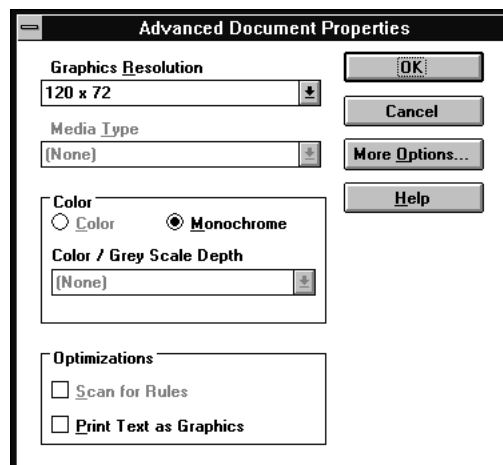 Advanced Document Properties
Graphics Resolution
120 x 72
Media Type
(None)
Color
Color
Monochrome
Color / Grey Scale Depth
(None)
Optimizations
Scan for Rules
Print Text as Graphics
OK
Cancel
More Options...
Help